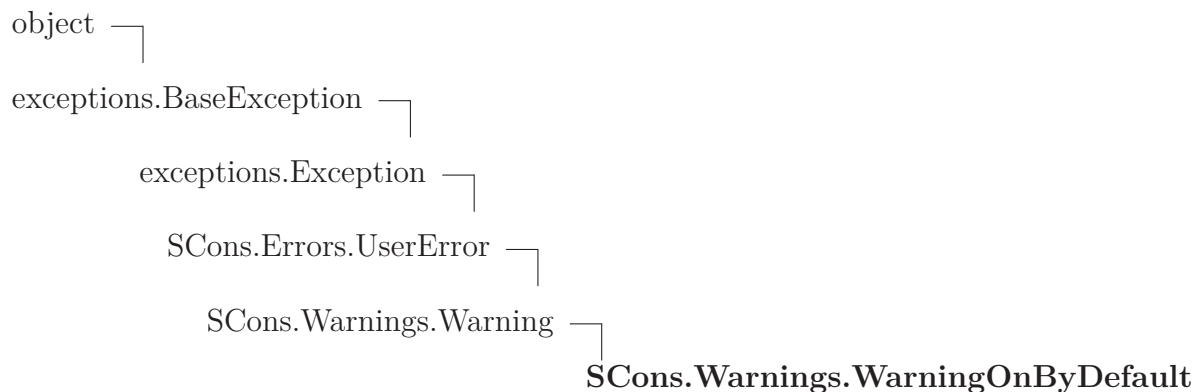 object
exceptions.BaseException
exceptions.Exception
SCons.Errors.UserError
SCons.Warnings.Warning
SCons.Warnings.WarningOnByDefault